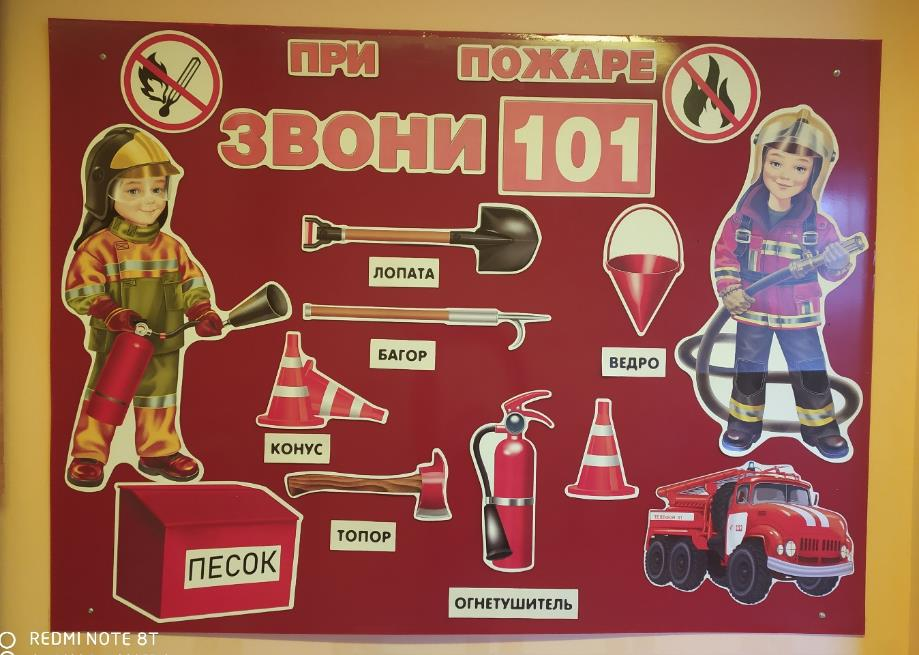 ПРИ ПОЖАРЕ
ЗВОНИ 101
ЛОПАТА
БАГОР
ВЕДРО
КОНУС
ТОПОР
ПЕСОК
ОГНЕТУШИТЕЛЬ
REDMI NOTE 8T